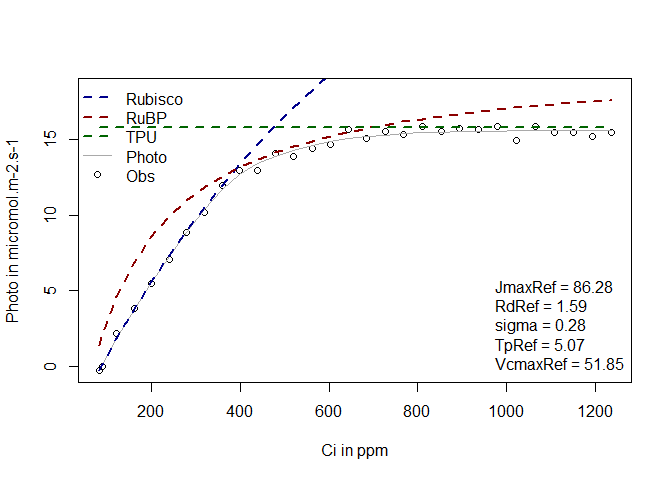 Rubisco
RuBP
TPU
Photo
Obs
Photo in micromol.m-2.s-1
15
10
5
0
JmaxRef = 86.28
RdRef = 1.59
sigma = 0.28
TpRef = 5.07
VcmaxRef = 51.85
200 400 600 800 1000 1200
Ci in ppm